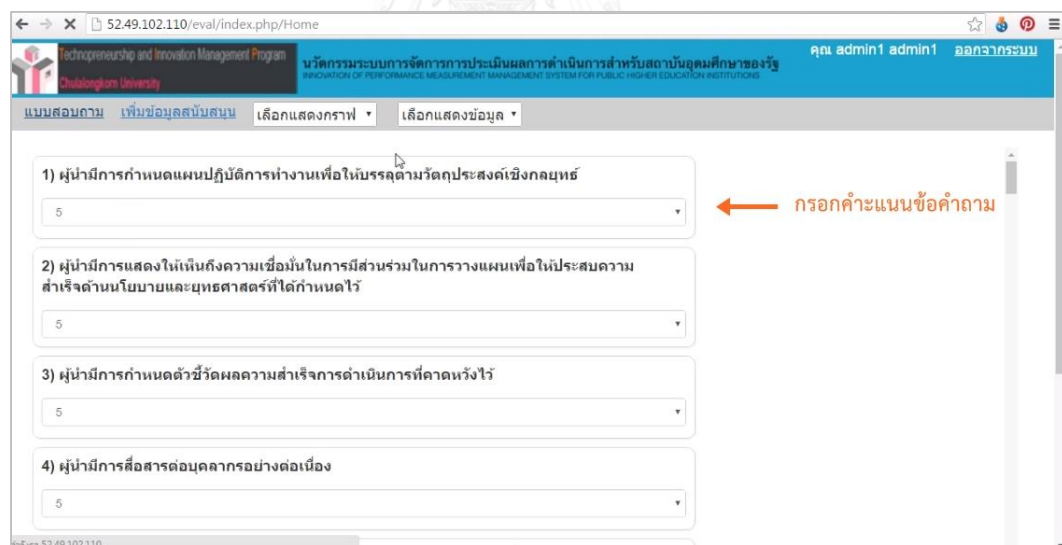 52.49.102.110/eval/index.php/Home
Technopreneurship and Innovation Management Program
Chulalongkorn University
นวัตกรรมระบบการจัดการการประเมินผลการดำเนินการสำหรับสถาบันอุดมศึกษาของรัฐ
INNOVATION OF PERFORMANCE MEASUREMENT MANAGEMENT SYSTEM FOR PUBLIC HIGHER EDUCATION INSTITUTIONS
คุณ admin1 admin1 ออกจากระบบ
แบบสอบถาม เพิ่มข้อมูลสนับสนุน เลือกแสดงกราฟ เลือกแสดงข้อมูล
1) ผู้นำมีการกำหนดแผนปฏิบัติการทำงานเพื่อให้บรรลุตามวัตถุประสงค์เชิงกลยุทธ์
5
กรอกคำะแนนข้อคำถาม
2) ผู้นำมีการแสดงให้เห็นถึงความเชื่อมั่นในการมีส่วนร่วมในการวางแผนเพื่อให้ประสบความ
สำเร็จด้านนโยบายและยุทธศาสตร์ที่ได้กำหนดไว้
5
3) ผู้นำมีการกำหนดตัวชี้วัดผลความสำเร็จการดำเนินการที่คาดหวังไว้
5
4) ผู้นำมีการสื่อสารต่อบุคลากรอย่างต่อเนื่อง
5
52.49.102.110